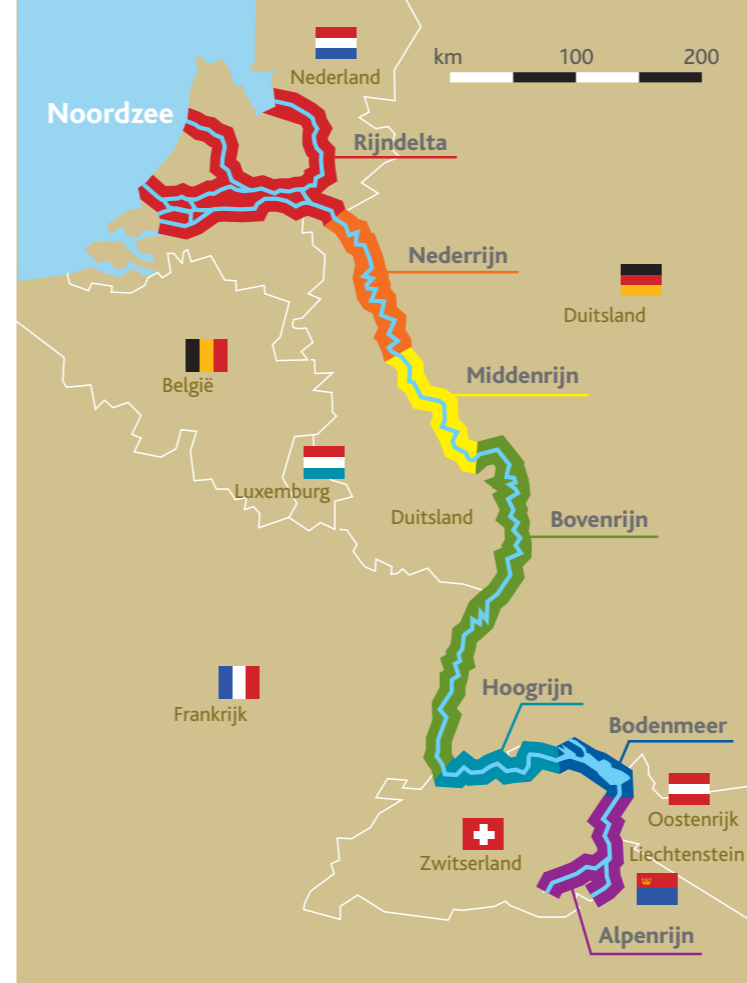 Nederland
km 100 200
Noordzee
Rijndelta
Nederrijn
Duitsland
België
Middenrijn
Luxemburg
Duitsland
Bovenrijn
Hoogrijn
Frankrijk
Bodenmeer
Oostenrijk
Zwitserland
Liechtenstein
Alpenrijn